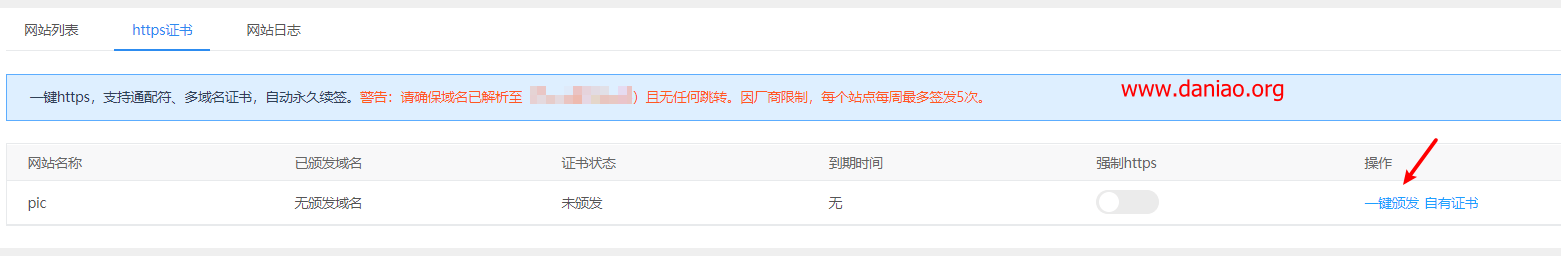 网站列表 https证书 网站日志
一键https，支持通配符、多域名证书，自动永久续签。警告：请确保域名已解析至 ）且无任何跳转。因厂商限制，每个站点每周最多签发5次。
www.daniao.org
网站名称 已颁发域名 证书状态 到期时间 强制https 操作
pic 无颁发域名 未颁发 无 一键颁发 自有证书